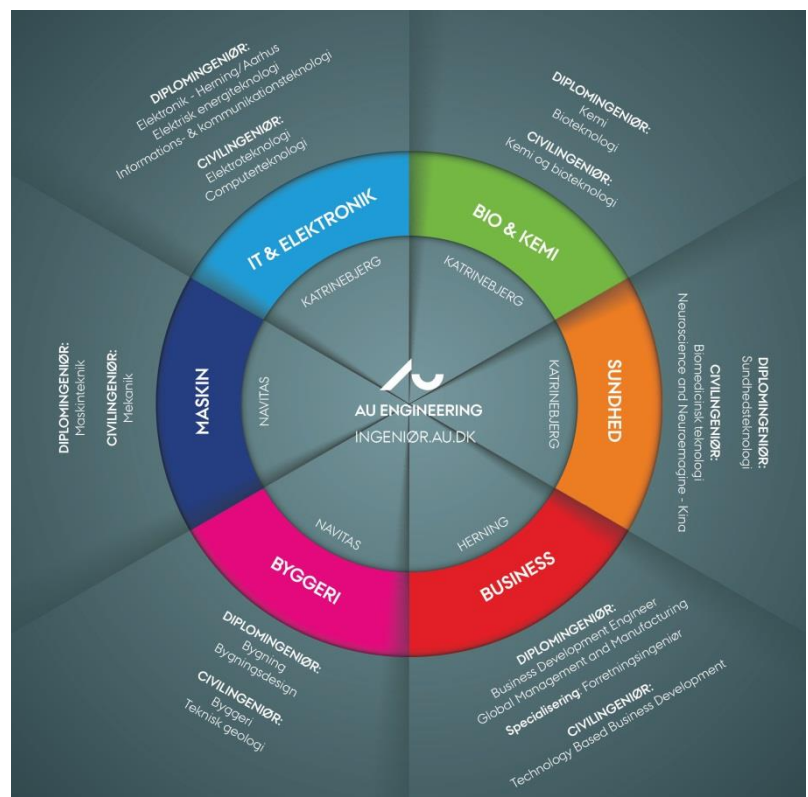 DIPLOMINGENIØR:
Elektronik - Herning/Aarhus
Elektrisk energiteknologi
Informations- & kommunikationsteknologi
CIVILINGENIØR:
Elektroteknologi
Computerteknologi
IT & ELEKTRONIK
KATRINEBJERG
DIPLOMINGENIØR:
Kemi
Bioteknologi
CIVILINGENIØR:
Kemi og bioteknologi
BIO & KEMI
KATRINEBJERG
DIPLOMINGENIØR:
Sundhedsteknologi
CIVILINGENIØR:
Biomedicinsk teknologi
Neuroscience and Neuroemagine - Kina
SUNDHED
KATRINEBJERG
DIPLOMINGENIØR:
Business Development Engineer
Global Management and Manufacturing
Specialisering: Forretningsingeniør
CIVILINGENIØR:
Technology Based Business Development
BUSINESS
HERNING
DIPLOMINGENIØR:
Bygning
Bygningsdesign
CIVILINGENIØR:
Byggeri
Teknisk geologi
BYGGERI
NAVITAS
DIPLOMINGENIØR:
Maskinteknik
CIVILINGENIØR:
Mekanik
MASKIN
NAVITAS
AU ENGINEERING
INGENIØR.AU.DK